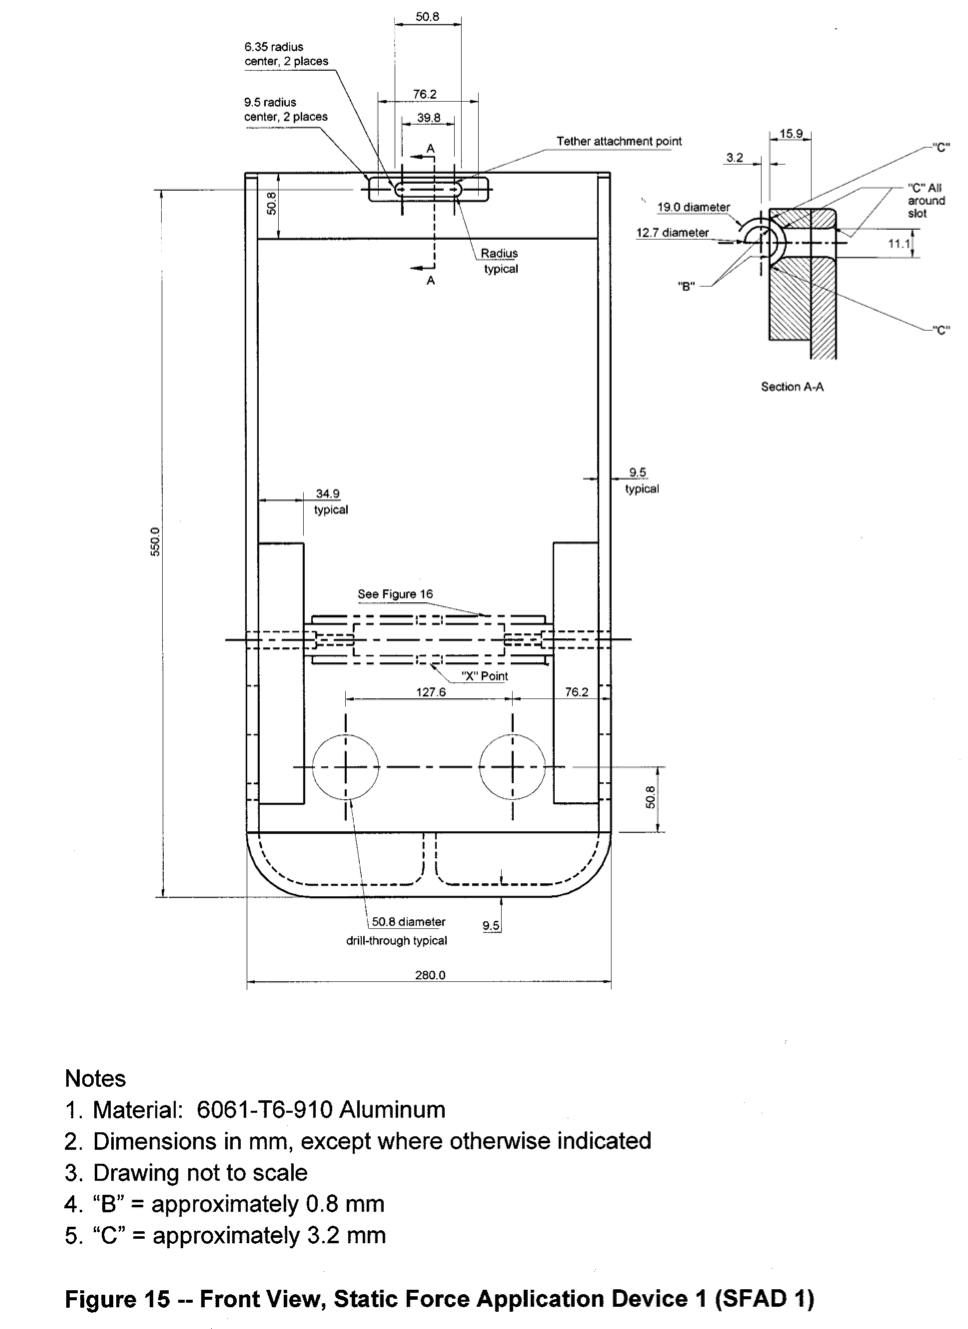 50.8
6.35 radius
center, 2 places
76.2
9.5 radius
center, 2 places
39.8
A
Tether attachment point
50.8
Radius
typical
A
15.9
3.2
"C"
"C" All
around
slot
19.0 diameter
12.7 diameter
11.1
"B"
"C"
Section A-A
9.5
typical
34.9
typical
550.0
See Figure 16
"X" Point
127.6
76.2
50.8
50.8 diameter
drill-through typical
9.5
280.0
Notes
1. Material: 6061-T6-910 Aluminum
2. Dimensions in mm, except where otherwise indicated
3. Drawing not to scale
4. “B” = approximately 0.8 mm
5. “C” = approximately 3.2 mm
Figure 15 -- Front View, Static Force Application Device 1 (SFAD 1)